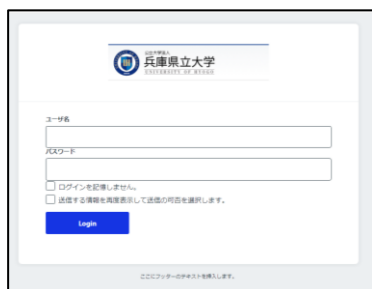 公立大学法人
兵庫県立大学
UNIVERSITY OF HYOGO
ユーザ名
パスワード
ログインを記憶しません。
送信する情報を再度表示して送信の可否を選択します。
Login
ここにフッターのテキストを挿入します。